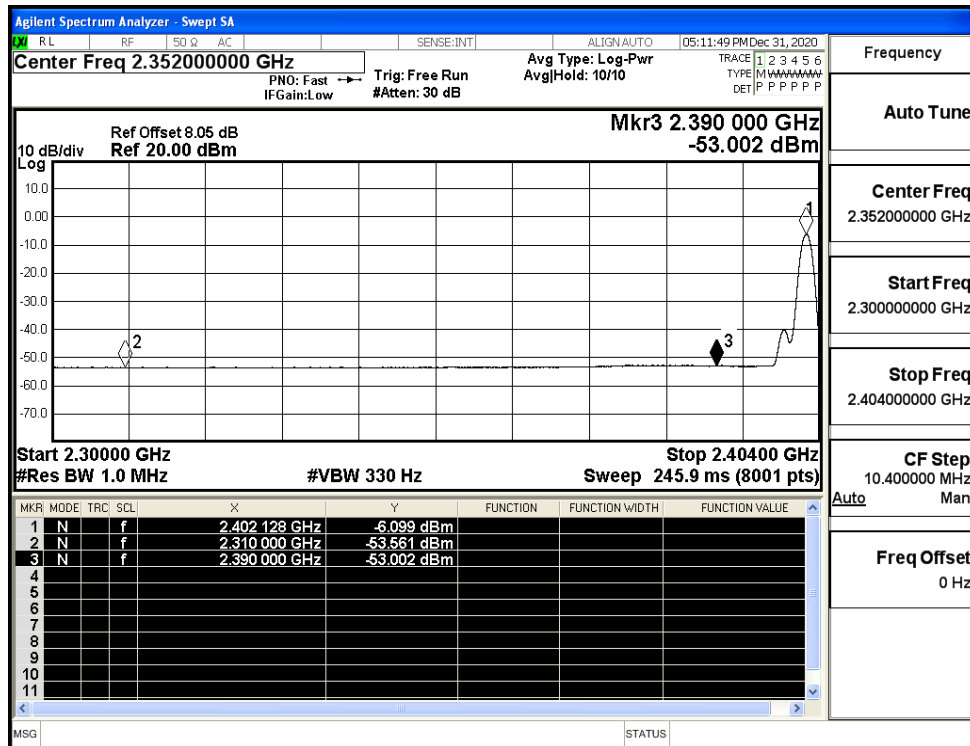 Agilent Spectrum Analyzer - Swept SA
LXI RL RF 50 Ω AC SENSE:INT ALIGN AUTO 05:11:49 PM Dec 31, 2020
Center Freq 2.352000000 GHz
PNO: Fast
IFGain:Low
Trig: Free Run
#Atten: 30 dB
Avg Type: Log-Pwr
Avg|Hold: 10/10
TRACE 1 2 3 4 5 6
TYPE M W W W W W
DET P P P P P P
Ref Offset 8.05 dB
Ref 20.00 dBm
10 dB/div
Log
Mkr3 2.390 000 GHz
-53.002 dBm
10.0
0.00
-10.0
-20.0
-30.0
-40.0
-50.0
-60.0
-70.0
1
2
3
Start 2.30000 GHz Stop 2.40400 GHz
#Res BW 1.0 MHz #VBW 330 Hz Sweep 245.9 ms (8001 pts)
MKR MODE TRC SCL X Y FUNCTION FUNCTION WIDTH FUNCTION VALUE
1 N f 2.402 128 GHz -6.099 dBm
2 N f 2.310 000 GHz -53.561 dBm
3 N f 2.390 000 GHz -53.002 dBm
4
5
6
7
8
9
10
11
MSG STATUS
Frequency
Auto Tune
Center Freq
2.352000000 GHz
Start Freq
2.300000000 GHz
Stop Freq
2.404000000 GHz
CF Step
10.400000 MHz
Auto Man
Freq Offset
0 Hz